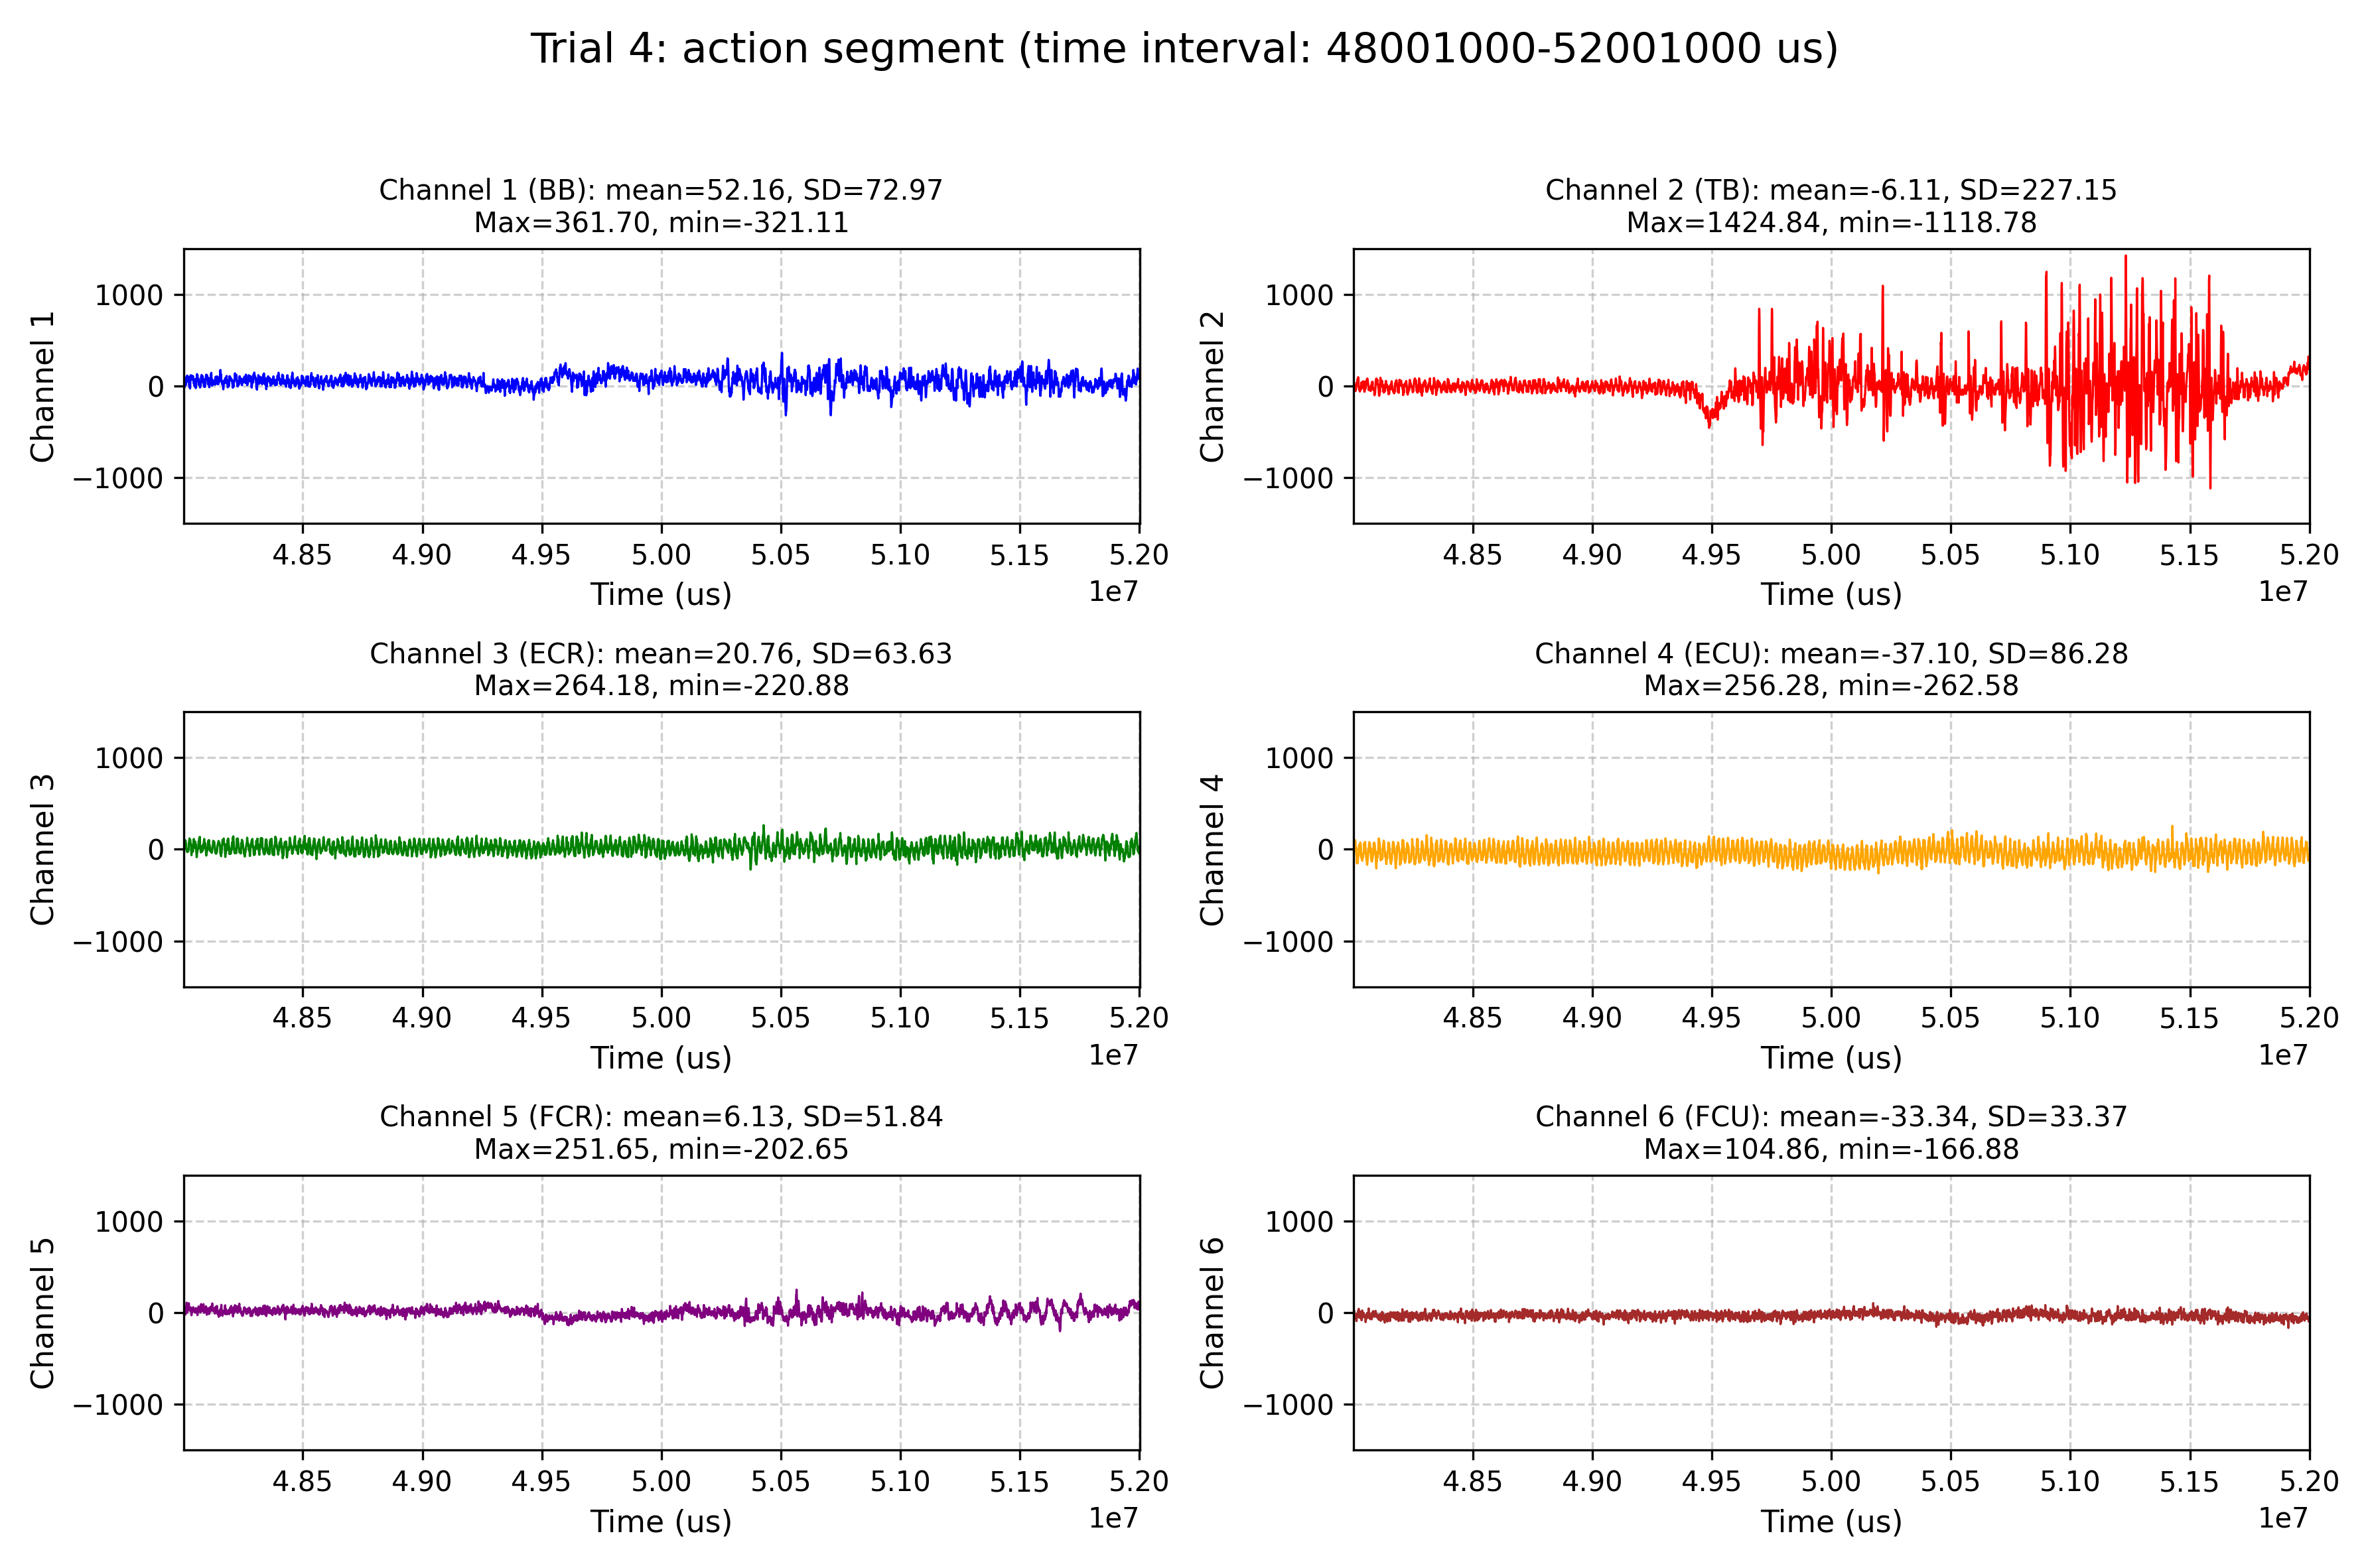 Trial 4: action segment (time interval: 48001000-52001000 us)
Channel 1 (BB): mean=52.16, SD=72.97
Max=361.70, min=-321.11
Channel 1
1000
0
−1000
4.85 4.90 4.95 5.00 5.05 5.10 5.15 5.20
Time (us)
1e7
Channel 2 (TB): mean=-6.11, SD=227.15
Max=1424.84, min=-1118.78
Channel 2
1000
0
−1000
4.85 4.90 4.95 5.00 5.05 5.10 5.15 5.20
Time (us)
1e7
Channel 3 (ECR): mean=20.76, SD=63.63
Max=264.18, min=-220.88
Channel 3
1000
0
−1000
4.85 4.90 4.95 5.00 5.05 5.10 5.15 5.20
Time (us)
1e7
Channel 4 (ECU): mean=-37.10, SD=86.28
Max=256.28, min=-262.58
Channel 4
1000
0
−1000
4.85 4.90 4.95 5.00 5.05 5.10 5.15 5.20
Time (us)
1e7
Channel 5 (FCR): mean=6.13, SD=51.84
Max=251.65, min=-202.65
Channel 5
1000
0
−1000
4.85 4.90 4.95 5.00 5.05 5.10 5.15 5.20
Time (us)
1e7
Channel 6 (FCU): mean=-33.34, SD=33.37
Max=104.86, min=-166.88
Channel 6
1000
0
−1000
4.85 4.90 4.95 5.00 5.05 5.10 5.15 5.20
Time (us)
1e7